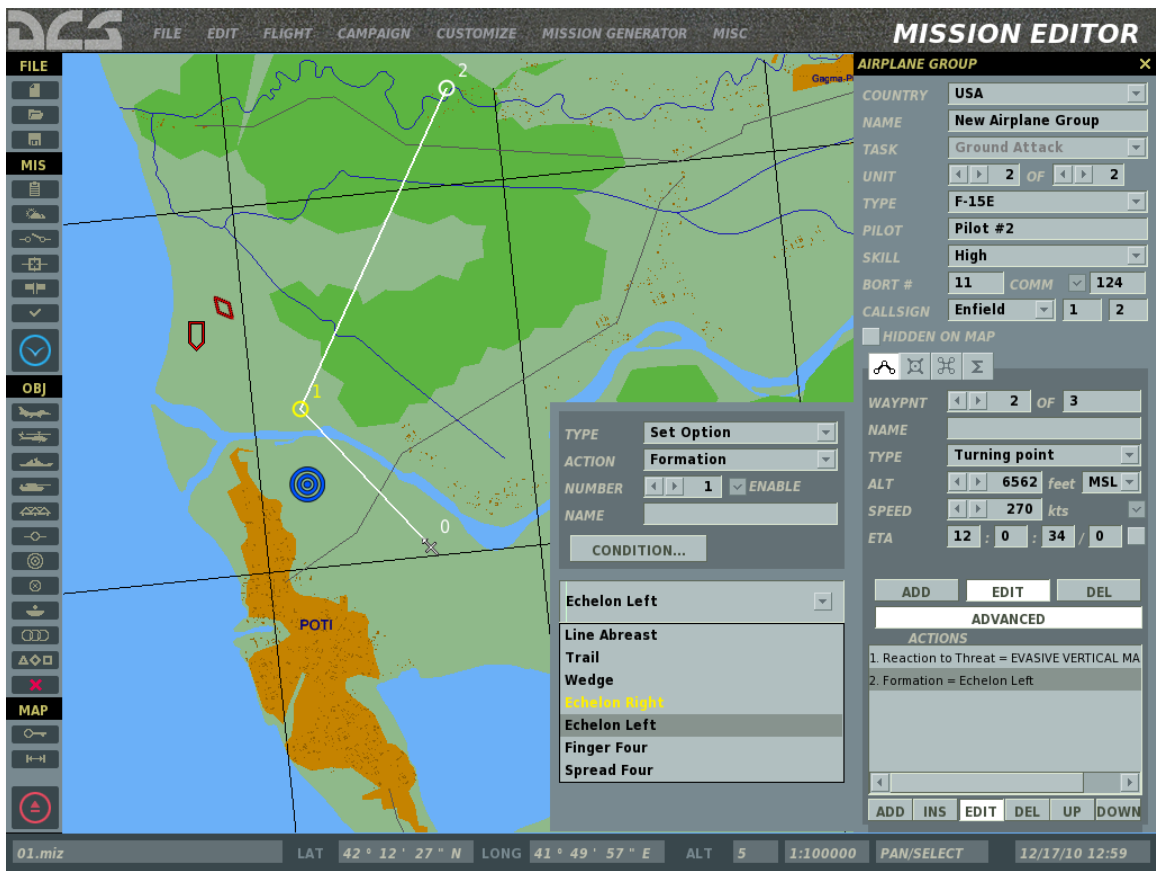 DCS FILE EDIT FLIGHT CAMPAIGN CUSTOMIZE MISSION GENERATOR MISC MISSION EDITOR
FILE
MIS
OBJ
MAP
2
1
0
POTI
TYPE Set Option
ACTION Formation
NUMBER 1 ENABLE
NAME
CONDITION...
Echelon Left
Line Abreast
Trail
Wedge
Echelon Right
Echelon Left
Finger Four
Spread Four
AIRPLANE GROUP
COUNTRY USA
NAME New Airplane Group
TASK Ground Attack
UNIT 2 OF 2
TYPE F-15E
PILOT Pilot #2
SKILL High
BORT # 11 COMM 124
CALLSIGN Enfield 1 2
HIDDEN ON MAP
WAYPNT 2 OF 3
NAME
TYPE Turning point
ALT 6562 feet MSL
SPEED 270 kts
ETA 12 : 0 : 34 / 0
ADD EDIT DEL
ADVANCED
ACTIONS
1. Reaction to Threat = EVASIVE VERTICAL MA
2. Formation = Echelon Left
ADD INS EDIT DEL UP DOWN
01.miz LAT 42 ° 12 ' 27 " N LONG 41 ° 49 ' 57 " E ALT 5 1:100000 PAN/SELECT 12/17/10 12:59